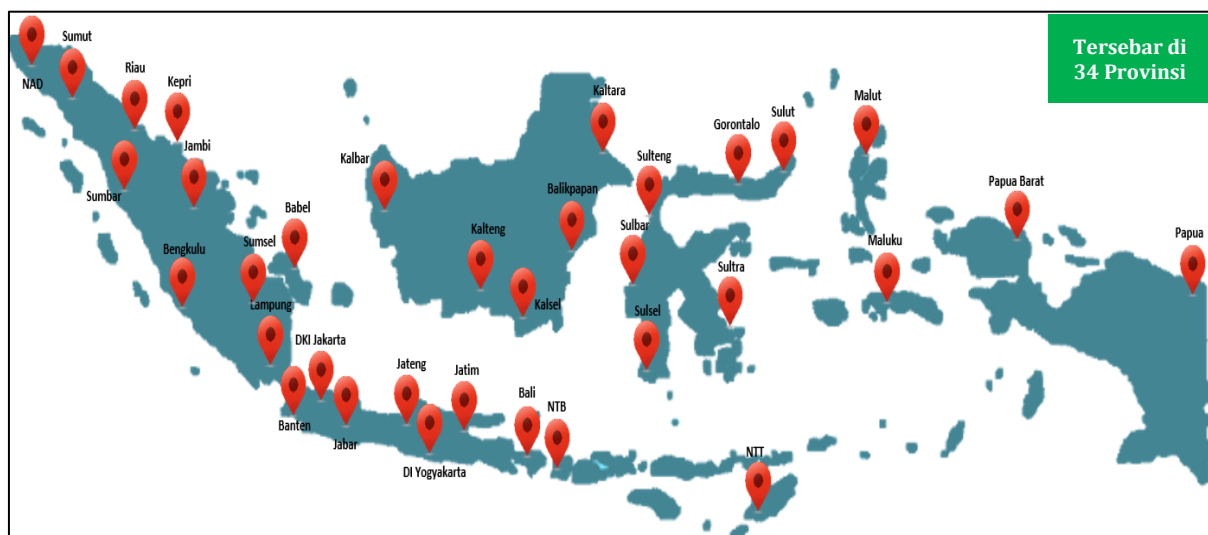 Tersebar di
34 Provinsi
NAD
Sumut
Riau
Kepri
Sumbar
Jambi
Bengkulu
Sumsel
Babel
Lampung
DKI Jakarta
Banten
Jabar
Jateng
DI Yogyakarta
Jatim
Bali
NTB
NTT
Kalbar
Kalteng
Kalsel
Balikpapan
Kaltara
Sulteng
Sulbar
Sulsel
Sultra
Gorontalo
Sulut
Malut
Maluku
Papua Barat
Papua